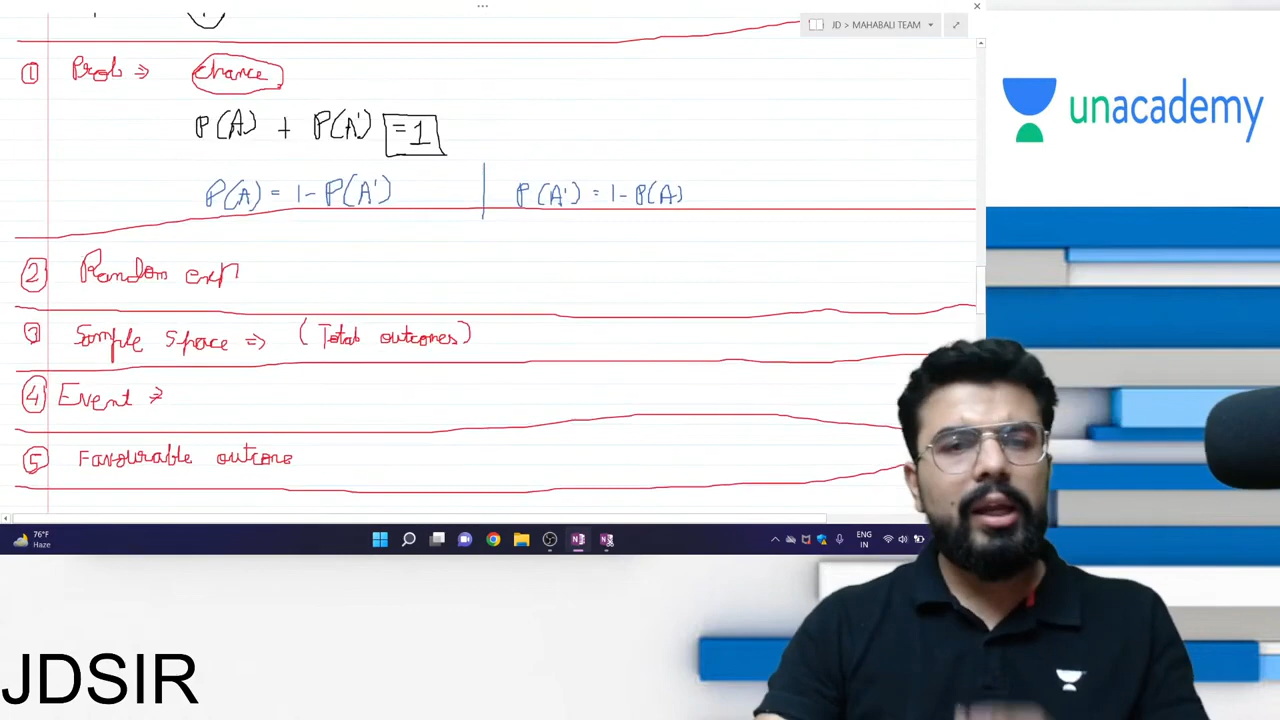 JD > MAHABALI TEAM
① Prob ⇒ chance
P(A) + P(A') = 1
P(A) = 1 - P(A') | P(A') = 1 - P(A)
② Random expt
③ Sample Space ⇒ (Total outcomes)
④ Event ⇒
⑤ Favourable outcome
unacademy
76°F
Haze
ENG
IN
JDSIR